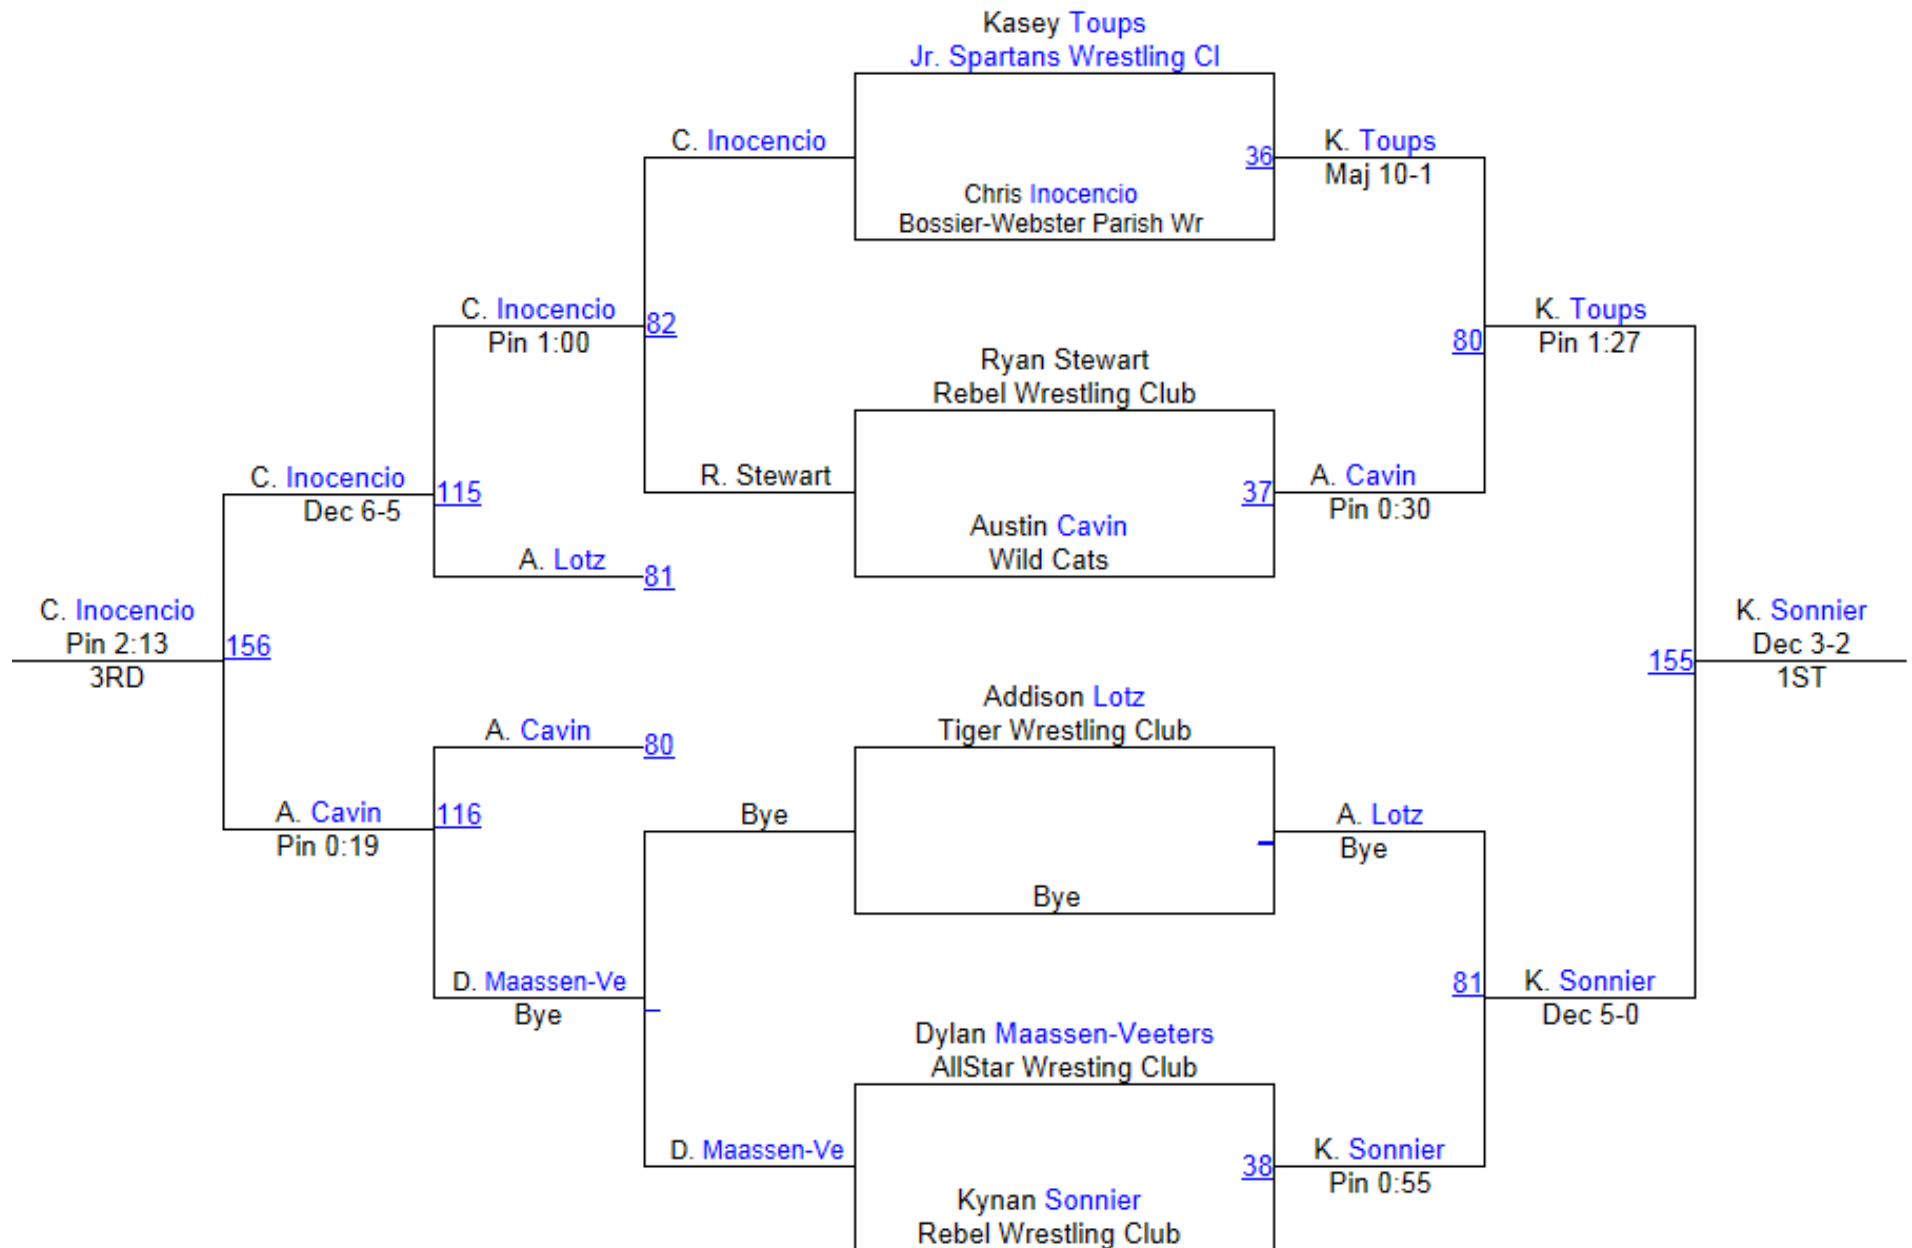 Kasey Toups
Jr. Spartans Wrestling Cl
C. Inocencio
36
K. Toups
Maj 10-1
Chris Inocencio
Bossier-Webster Parish Wr
C. Inocencio
Pin 1:00
82
K. Toups
Pin 1:27
80
Ryan Stewart
Rebel Wrestling Club
C. Inocencio
Dec 6-5
115
R. Stewart
37
A. Cavin
Pin 0:30
Austin Cavin
Wild Cats
A. Lotz
81
C. Inocencio
Pin 2:13
3RD
156
155
K. Sonnier
Dec 3-2
1ST
Addison Lotz
Tiger Wrestling Club
A. Cavin
80
A. Cavin
Pin 0:19
116
Bye
A. Lotz
Bye
Bye
D. Maassen-Ve
Bye
81
K. Sonnier
Dec 5-0
Dylan Maassen-Veeters
AllStar Wresting Club
D. Maassen-Ve
38
K. Sonnier
Pin 0:55
Kynan Sonnier
Rebel Wrestling Club